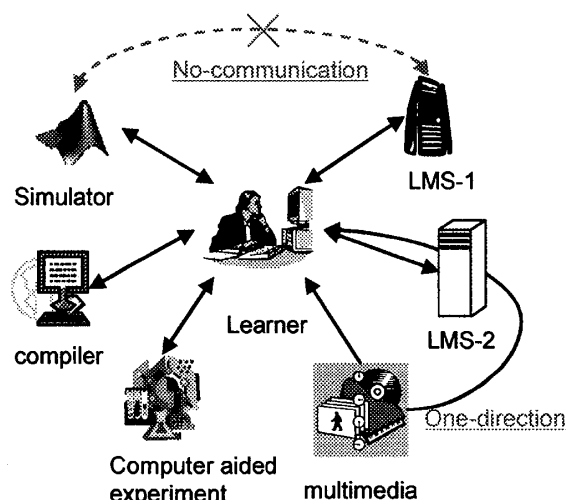 No-communication
Simulator
LMS-1
compiler
Learner
LMS-2
One-direction
Computer aided
experiment
multimedia